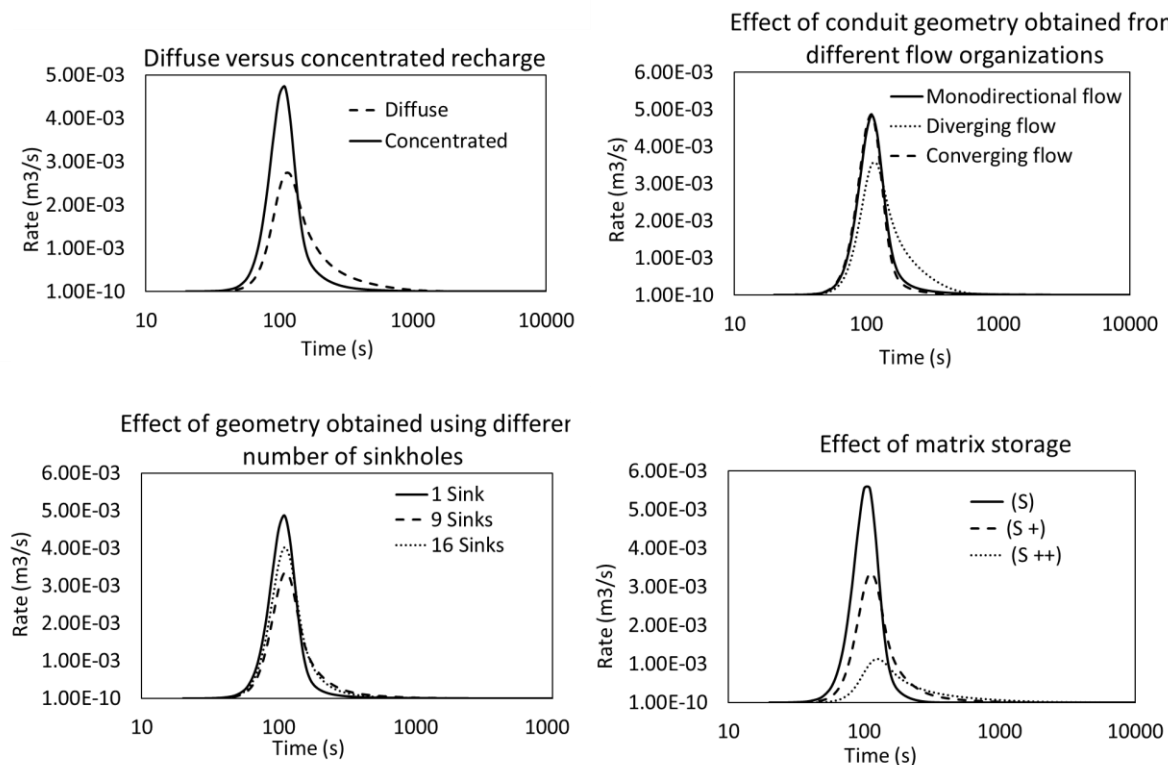 Diffuse versus concentrated recharge
5.00E-03
4.00E-03
3.00E-03
2.00E-03
1.00E-03
1.00E-10
Rate (m3/s)
Diffuse
Concentrated
10
100
1000
10000
Time (s)
Effect of conduit geometry obtained from
different flow organizations
6.00E-03
5.00E-03
4.00E-03
3.00E-03
2.00E-03
1.00E-03
1.00E-10
Rate (m3/s)
Monodirectional flow
Diverging flow
Converging flow
10
100
1000
10000
Time (s)
Effect of geometry obtained using differen
number of sinkholes
6.00E-03
5.00E-03
4.00E-03
3.00E-03
2.00E-03
1.00E-03
1.00E-10
Rate (m3/s)
1 Sink
9 Sinks
16 Sinks
10
100
1000
1000
Time (s)
Effect of matrix storage
6.00E-03
5.00E-03
4.00E-03
3.00E-03
2.00E-03
1.00E-03
1.00E-10
Rate (m3/s)
(S)
(S +)
(S ++)
10
100
1000
10000
Time (s)